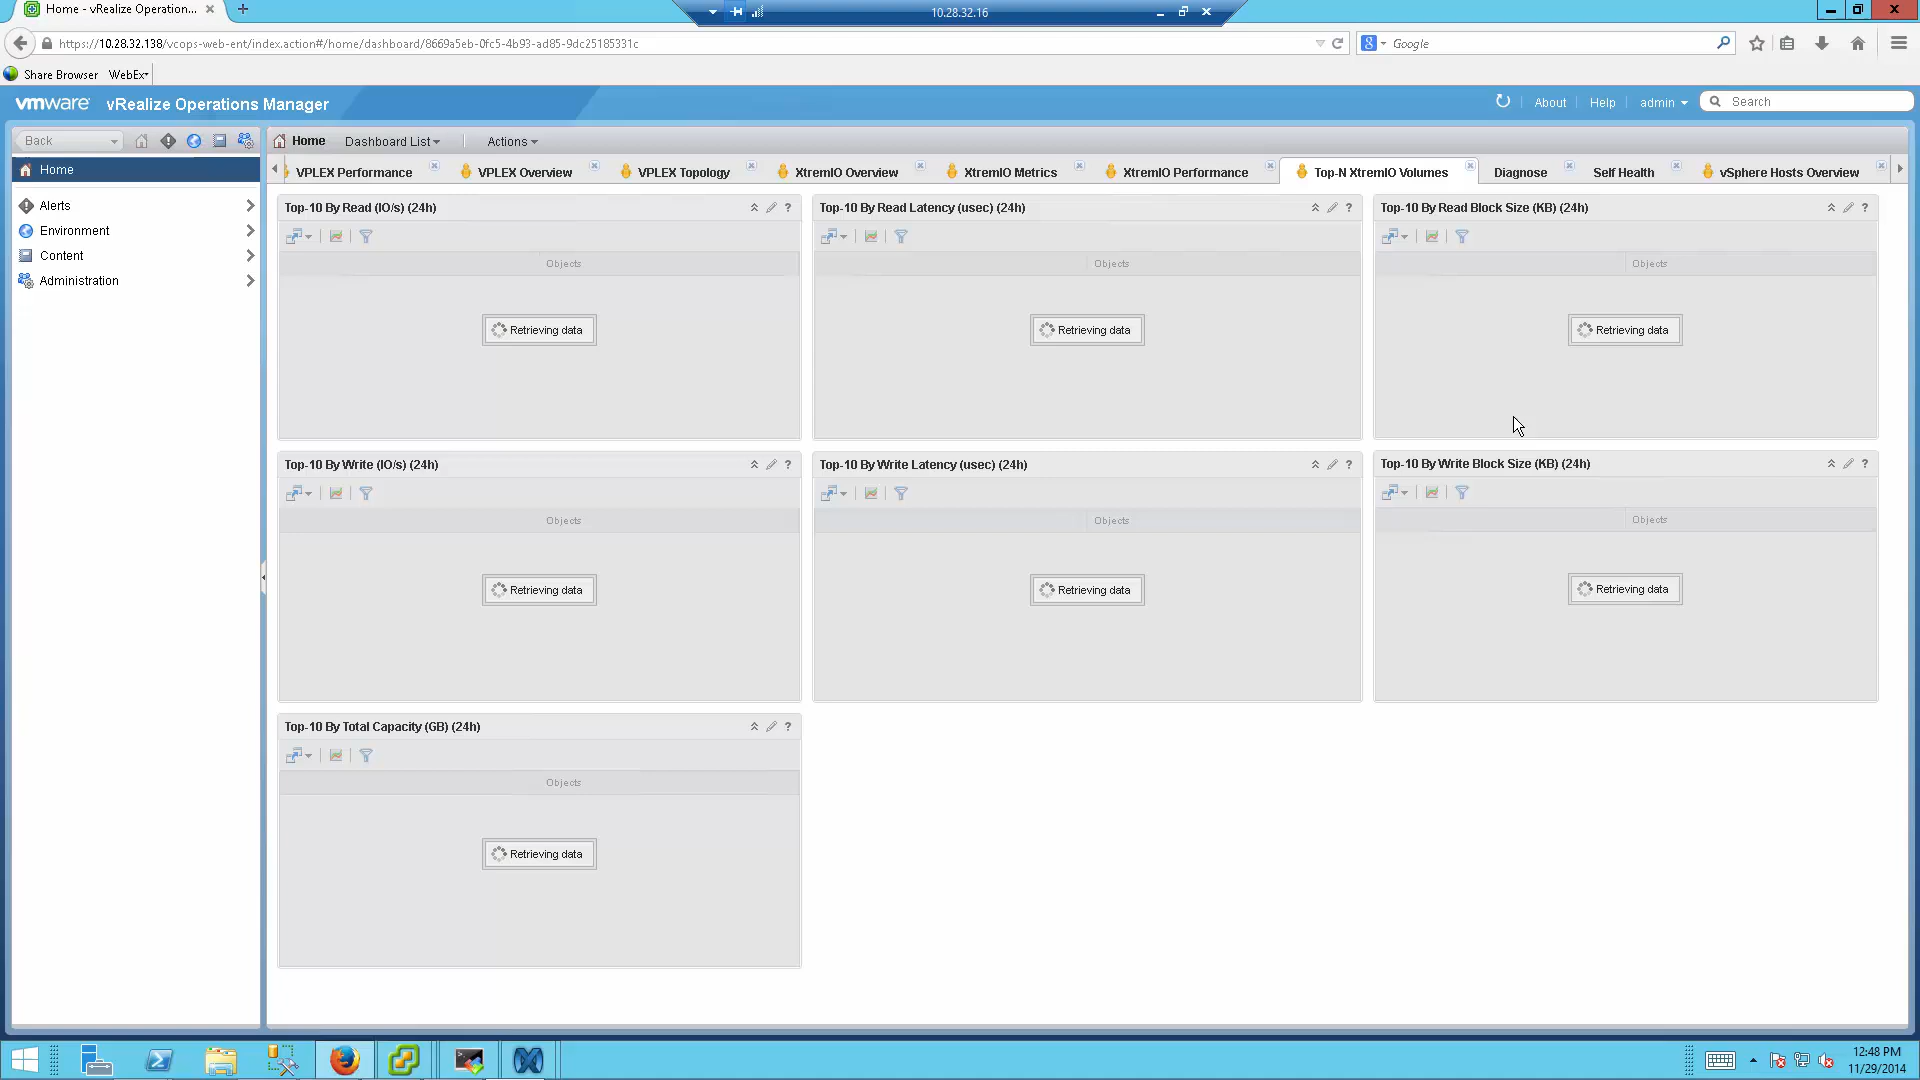 Home - vRealize Operation...
10.28.32.16
https://10.28.32.138/vcops-web-ent/index.action#/home/dashboard/8669a5eb-0fc5-4b93-ad85-9dc25185331c
Google
Share Browser WebEx
vmware vRealize Operations Manager
About Help admin Search
Back
Home Dashboard List Actions
Home
VPLEX Performance VPLEX Overview VPLEX Topology XtremIO Overview XtremIO Metrics XtremIO Performance Top-N XtremIO Volumes Diagnose Self Health vSphere Hosts Overview
Alerts
Environment
Content
Administration
Top-10 By Read (IO/s) (24h)
Objects
Retrieving data
Top-10 By Read Latency (usec) (24h)
Objects
Retrieving data
Top-10 By Read Block Size (KB) (24h)
Objects
Retrieving data
Top-10 By Write (IO/s) (24h)
Objects
Retrieving data
Top-10 By Write Latency (usec) (24h)
Objects
Retrieving data
Top-10 By Write Block Size (KB) (24h)
Objects
Retrieving data
Top-10 By Total Capacity (GB) (24h)
Objects
Retrieving data
12:48 PM
11/29/2014